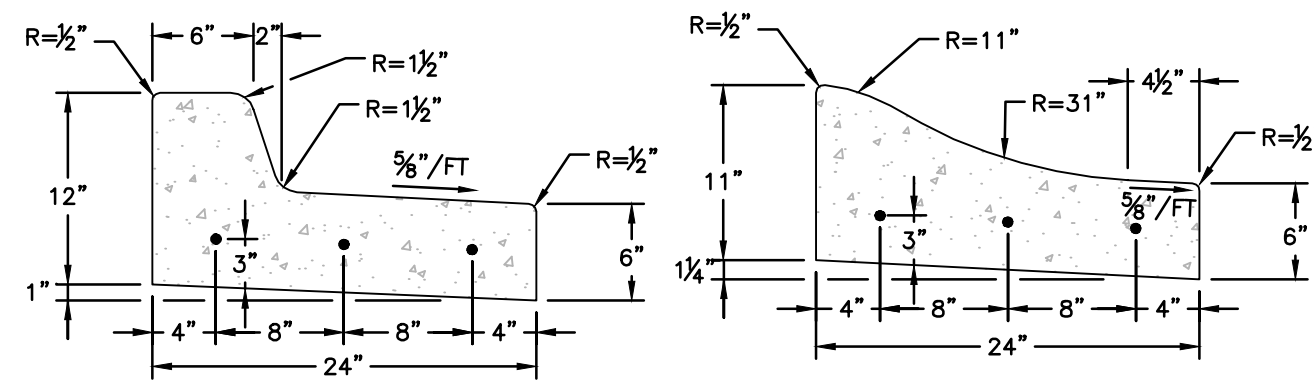 R=½"
6"
2"
R=1½"
R=1½"
⅝"/FT
R=½"
12"
3"
6"
1"
4"
8"
8"
4"
24"
R=½"
R=11"
4½"
R=31"
R=½
11"
⅝"/FT
3"
6"
1¼"
4"
8"
8"
4"
24"